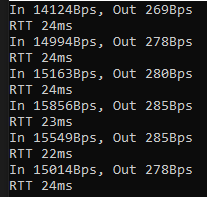 In 14124Bps, Out 269Bps
RTT 24ms
In 14994Bps, Out 278Bps
RTT 24ms
In 15163Bps, Out 280Bps
RTT 24ms
In 15856Bps, Out 285Bps
RTT 23ms
In 15549Bps, Out 285Bps
RTT 22ms
In 15014Bps, Out 278Bps
RTT 24ms